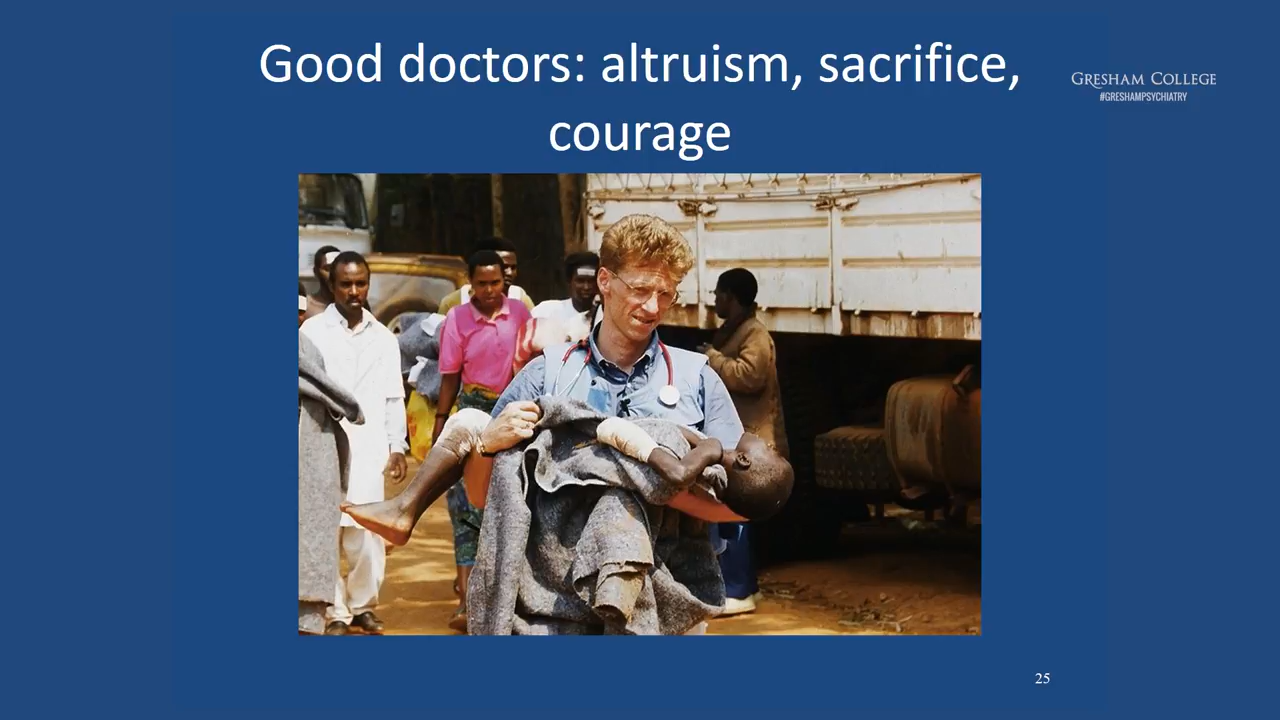 Good doctors: altruism, sacrifice,
courage
GRESHAM COLLEGE
#GRESHAMPSYCHIATRY
25